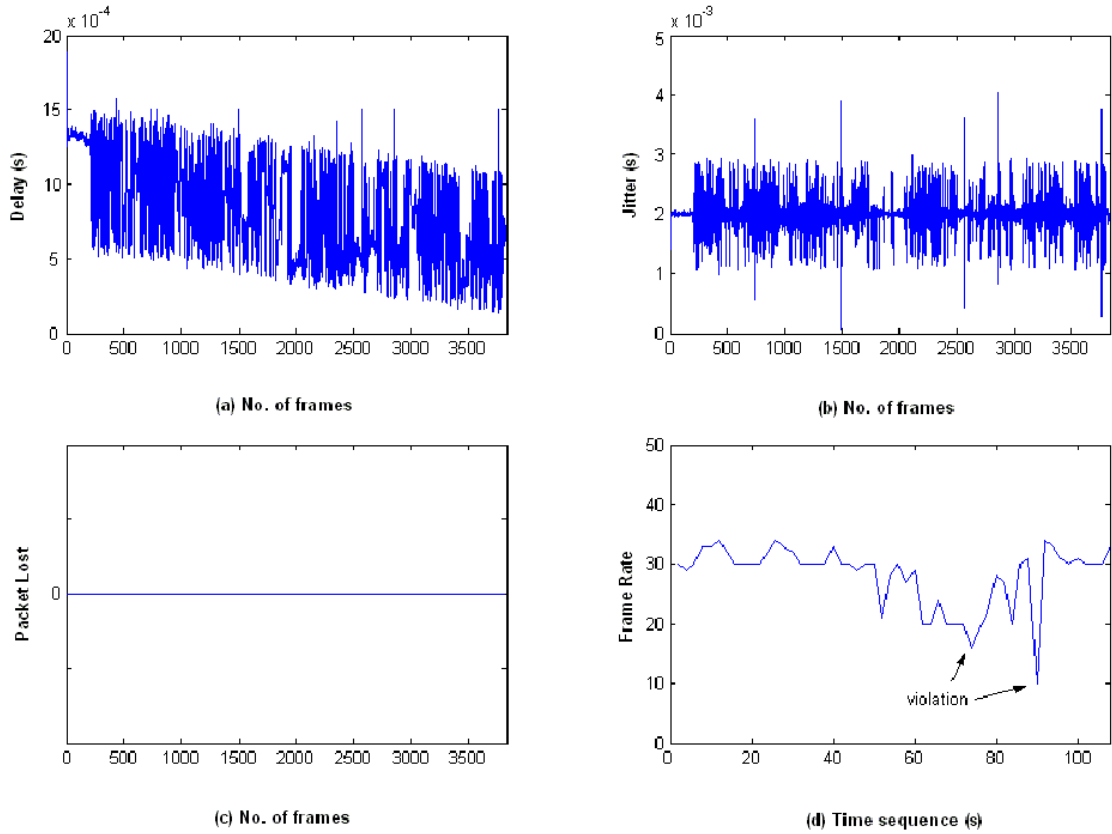 x 10^-4
20
15
10
5
0
Delay (s)
0 500 1000 1500 2000 2500 3000 3500
(a) No. of frames
x 10^-3
5
4
3
2
1
0
Jitter (s)
0 500 1000 1500 2000 2500 3000 3500
(b) No. of frames
Packet Lost
0
0 500 1000 1500 2000 2500 3000 3500
(c) No. of frames
50
40
30
20
10
0
Frame Rate
violation
0 20 40 60 80 100
(d) Time sequence (s)